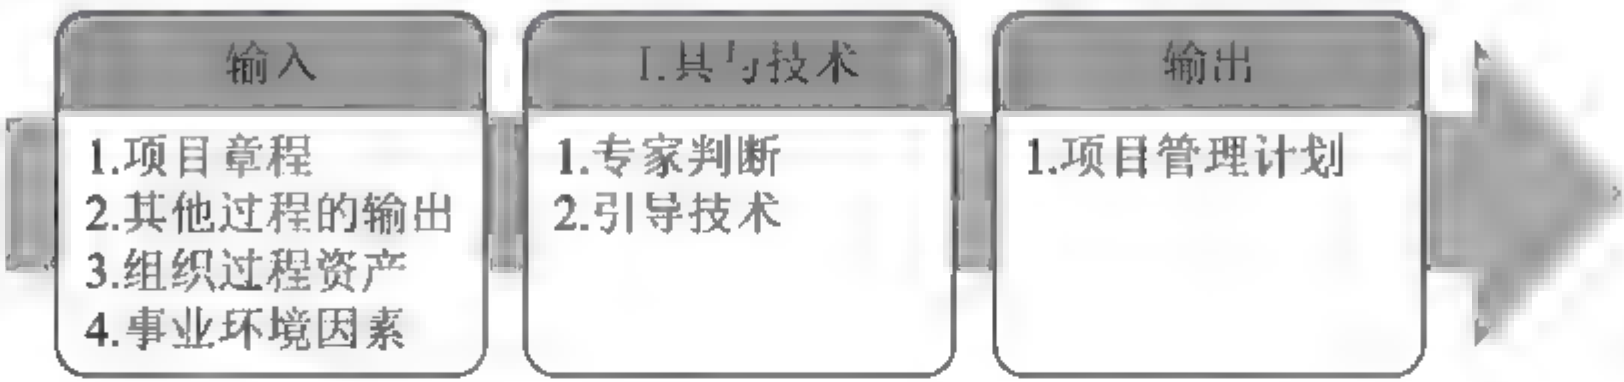 输入
1.项目章程
2.其他过程的输出
3.组织过程资产
4.事业环境因素
工具与技术
1.专家判断
2.引导技术
输出
1.项目管理计划